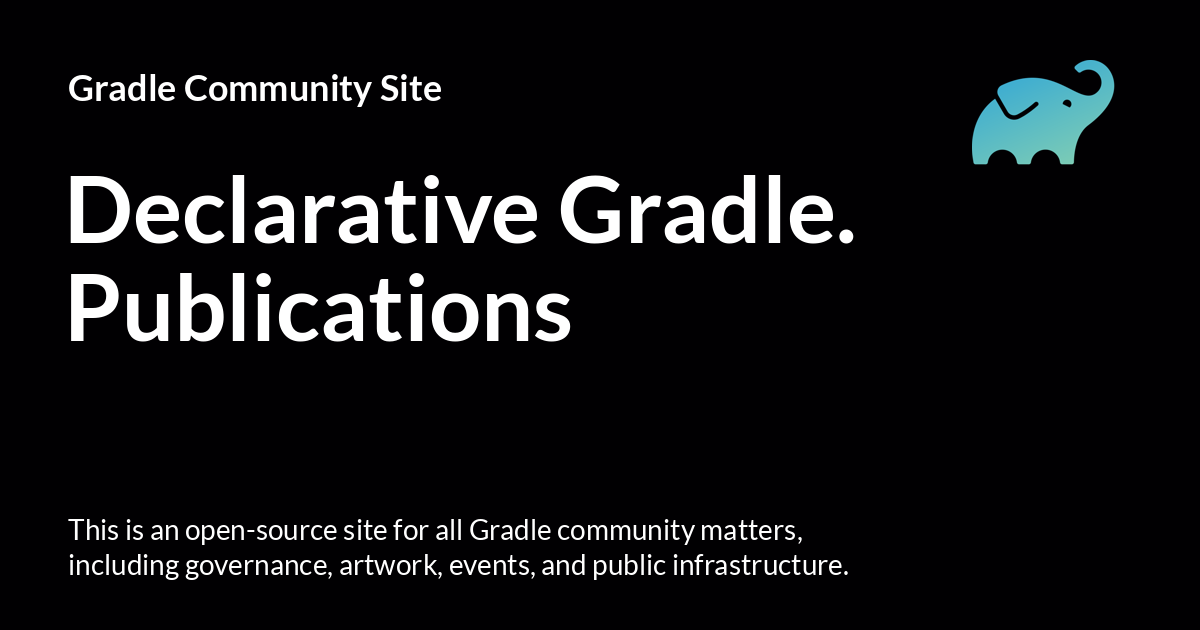 Gradle Community Site
Declarative Gradle.
Publications
This is an open-source site for all Gradle community matters,
including governance, artwork, events, and public infrastructure.